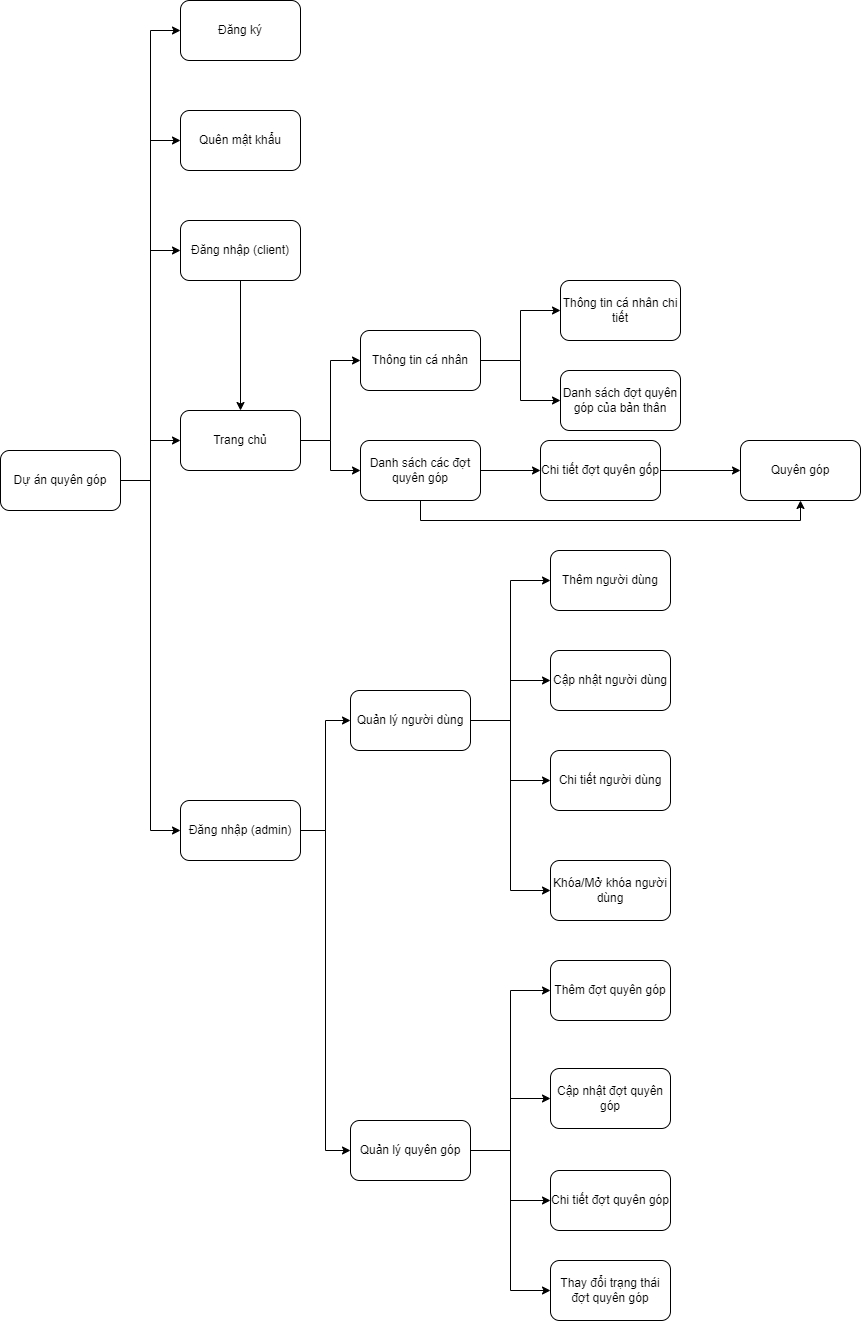 Đăng ký
Quên mật khẩu
Đăng nhập (client)
Thông tin cá nhân chi
tiết
Thông tin cá nhân
Danh sách đợt quyên
góp của bản thân
Trang chủ
Danh sách các đợt
quyên góp
Chi tiết đợt quyên gốp
Quyên góp
Dự án quyên góp
Thêm người dùng
Cập nhật người dùng
Quản lý người dùng
Chi tiết người dùng
Đăng nhập (admin)
Khóa/Mở khóa người
dùng
Thêm đợt quyên góp
Cập nhật đợt quyên
góp
Quản lý quyên góp
Chi tiết đợt quyên góp
Thay đổi trạng thái
đợt quyên góp